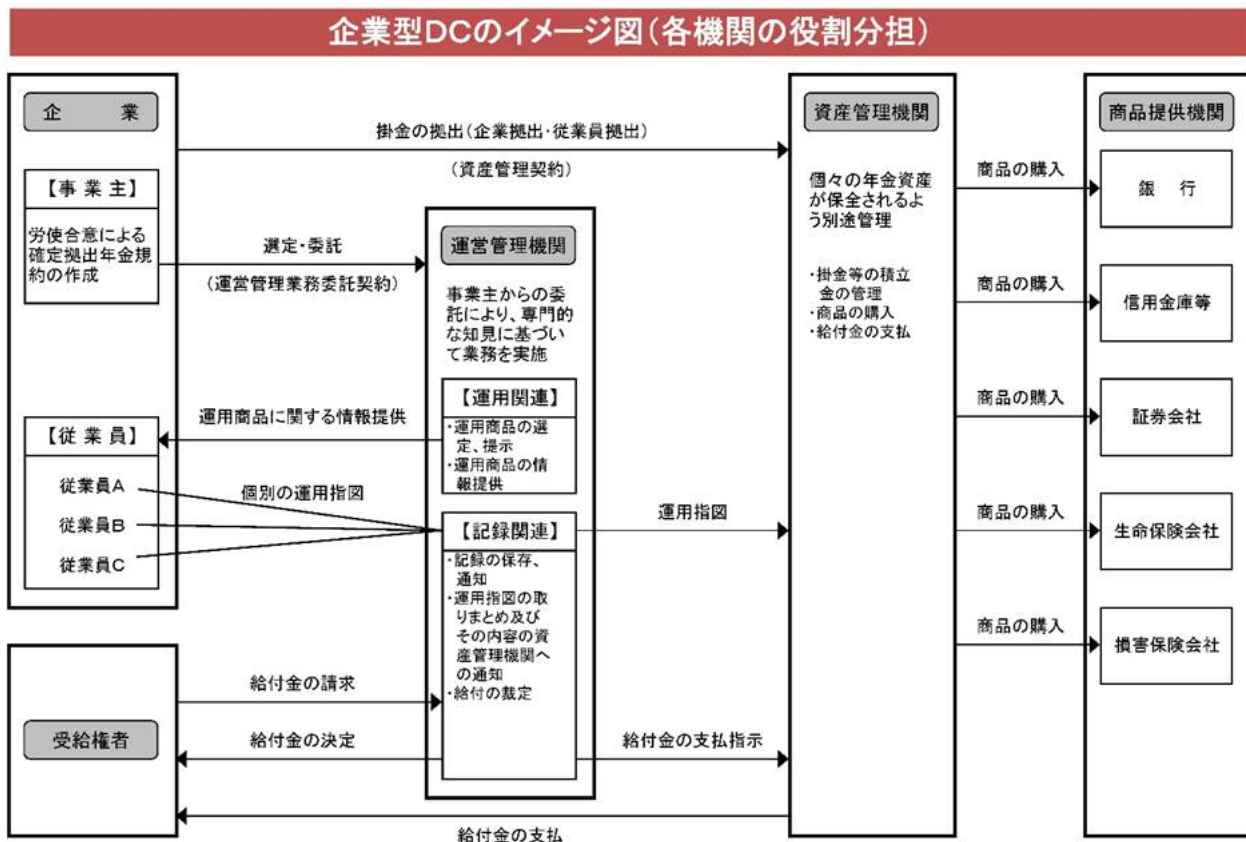 企業型DCのイメージ図(各機関の役割分担)
企　　業
【事 業 主】
労使合意による
確定拠出年金規
約の作成
【従 業 員】
従業員A
従業員B
従業員C
受給権者
掛金の拠出(企業拠出・従業員拠出)
(資産管理契約)
選定・委託
(運営管理業務委託契約)
運用商品に関する情報提供
個別の運用指図
給付金の請求
給付金の決定
給付金の支払
運営管理機関
事業主からの委
託により、専門的
な知見に基づい
て業務を実施
【運用関連】
・運用商品の選
定、提示
・運用商品の情
報提供
【記録関連】
・記録の保存、
通知
・運用指図の取
りまとめ及び
その内容の資
産管理機関へ
の通知
・給付の裁定
運用指図
給付金の支払指示
資産管理機関
個々の年金資産
が保全されるよ
う別途管理
・掛金等の積立
金の管理
・商品の購入
・給付金の支払
商品の購入
商品の購入
商品の購入
商品の購入
商品の購入
商品提供機関
銀　行
信用金庫等
証券会社
生命保険会社
損害保険会社